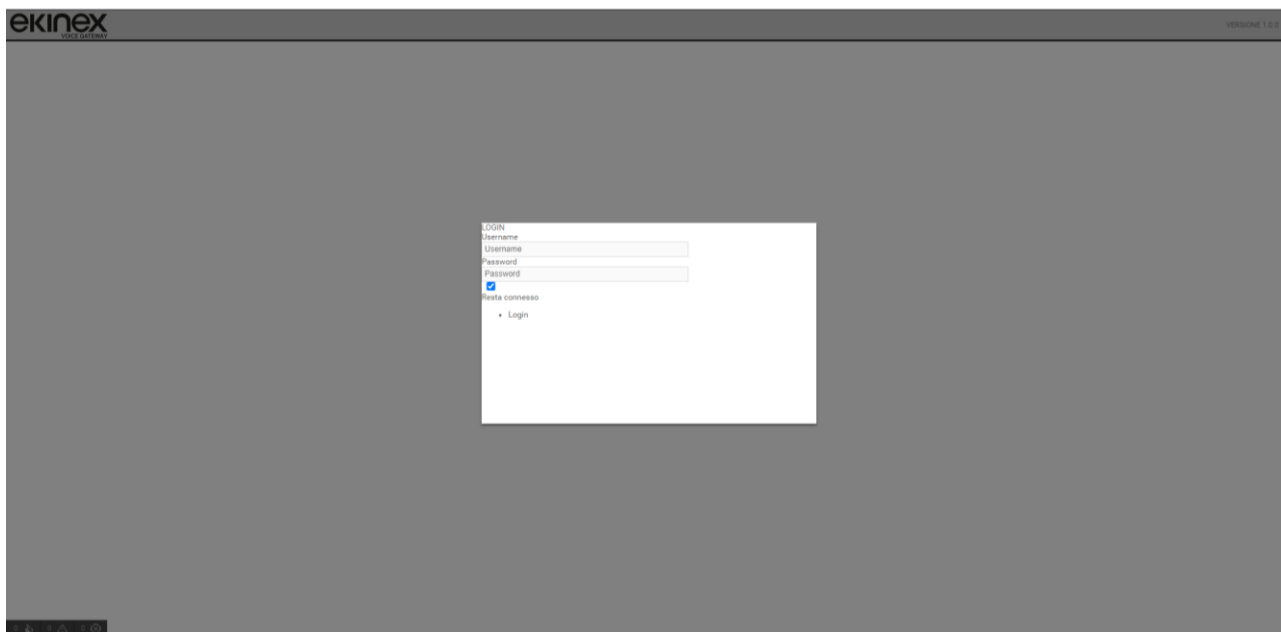 ekinex
VOICE GATEWAY
VERSIONE 1.0.0
LOGIN
Username
Username
Password
Password
Resta connesso
Login